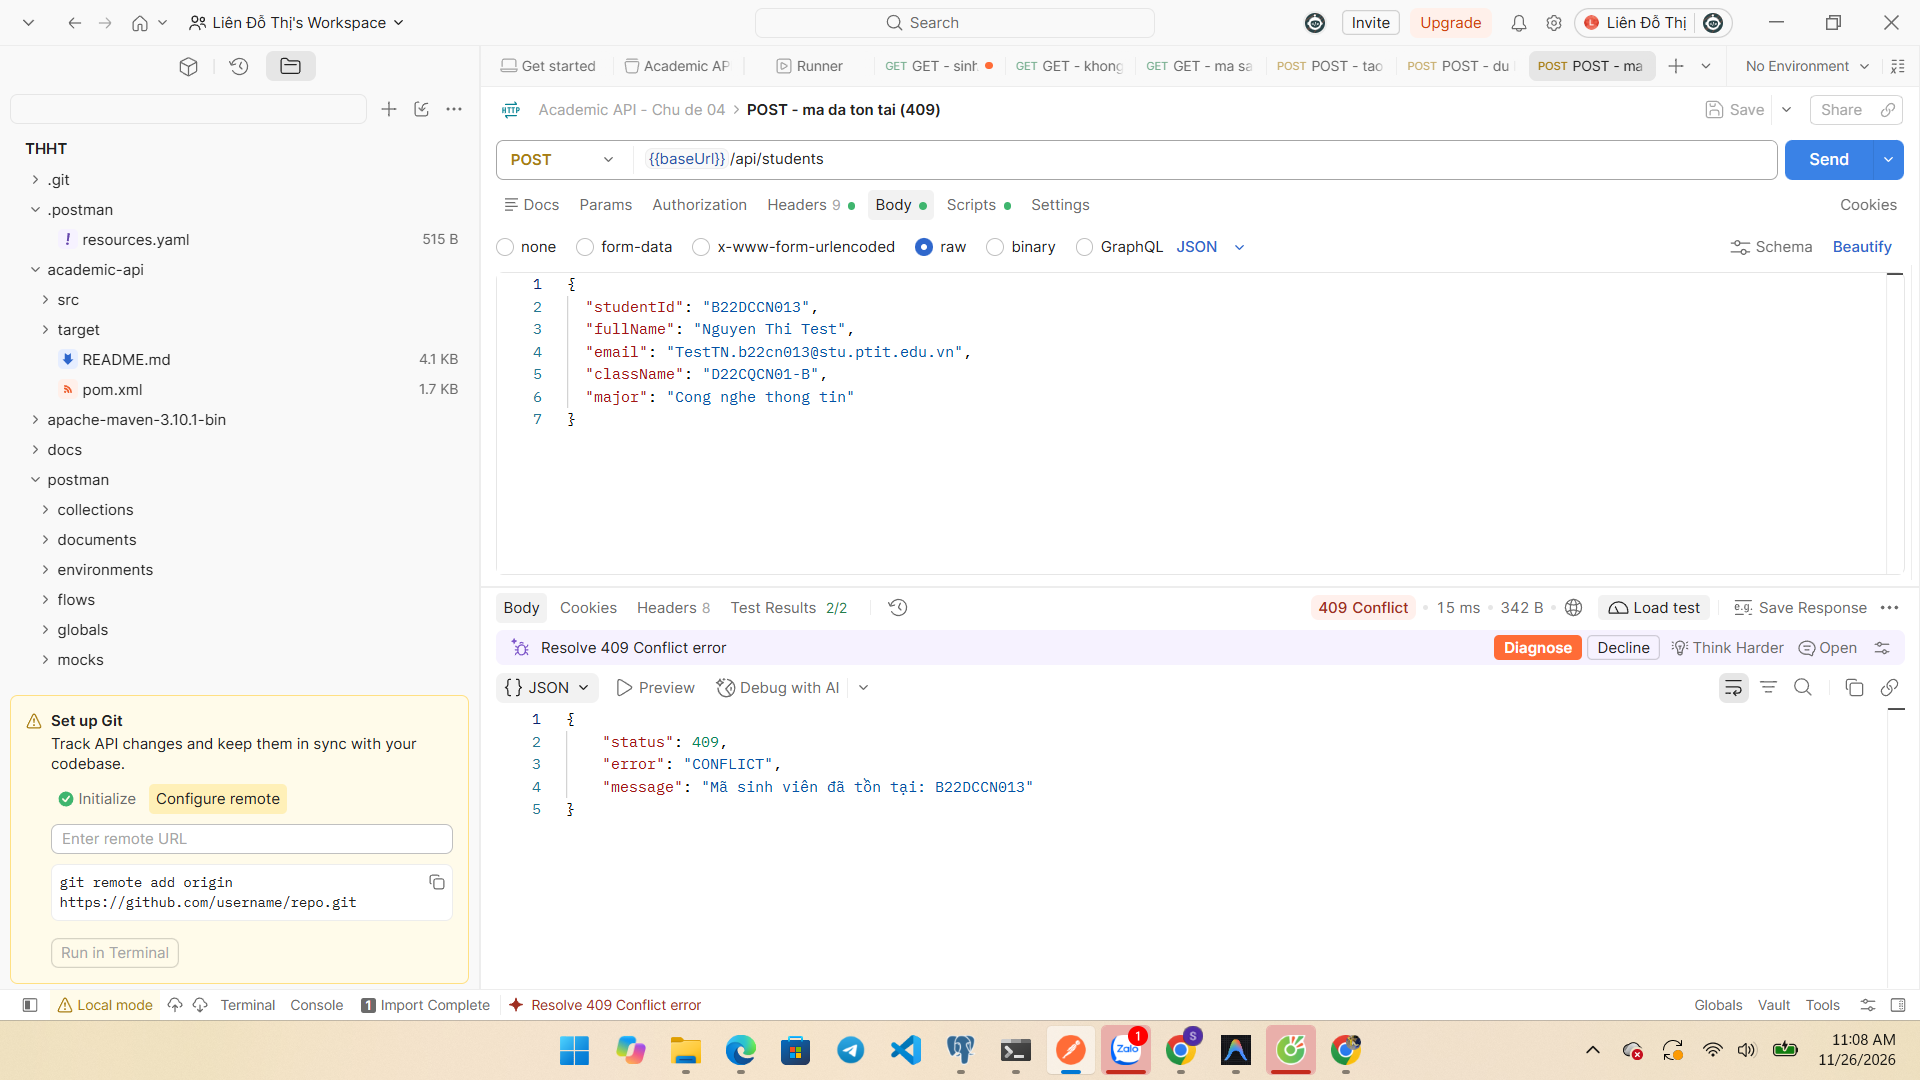 Liên Đỗ Thị's Workspace
Search
Invite
Upgrade
Liên Đỗ Thị
Get started
Academic AP
Runner
GET GET - sinh
GET GET - khong
GET GET - ma sa
POST POST - tao
POST POST - du
POST POST - ma
No Environment
HTTP Academic API - Chu de 04 > POST - ma da ton tai (409)
Save
Share
THHT
.git
.postman
! resources.yaml 515 B
academic-api
src
target
README.md 4.1 KB
pom.xml 1.7 KB
apache-maven-3.10.1-bin
docs
postman
collections
documents
environments
flows
globals
mocks
Set up Git
Track API changes and keep them in sync with your
codebase.
Initialize
Configure remote
Enter remote URL
git remote add origin
https://github.com/username/repo.git
Run in Terminal
POST {{baseUrl}} /api/students
Send
Docs Params Authorization Headers 9 Body Scripts Settings Cookies
none form-data x-www-form-urlencoded raw binary GraphQL JSON Schema Beautify
1 {
2 "studentId": "B22DCCN013",
3 "fullName": "Nguyen Thi Test",
4 "email": "TestTN.b22cn013@stu.ptit.edu.vn",
5 "className": "D22CQCN01-B",
6 "major": "Cong nghe thong tin"
7 }
Body Cookies Headers 8 Test Results 2/2 409 Conflict • 15 ms • 342 B Load test e.g. Save Response
Resolve 409 Conflict error Diagnose Decline Think Harder Open
{} JSON Preview Debug with AI
1 {
2 "status": 409,
3 "error": "CONFLICT",
4 "message": "Mã sinh viên đã tồn tại: B22DCCN013"
5 }
Local mode Terminal Console 1 Import Complete Resolve 409 Conflict error Globals Vault Tools
Zalo 1 S
11:08 AM
11/26/2026